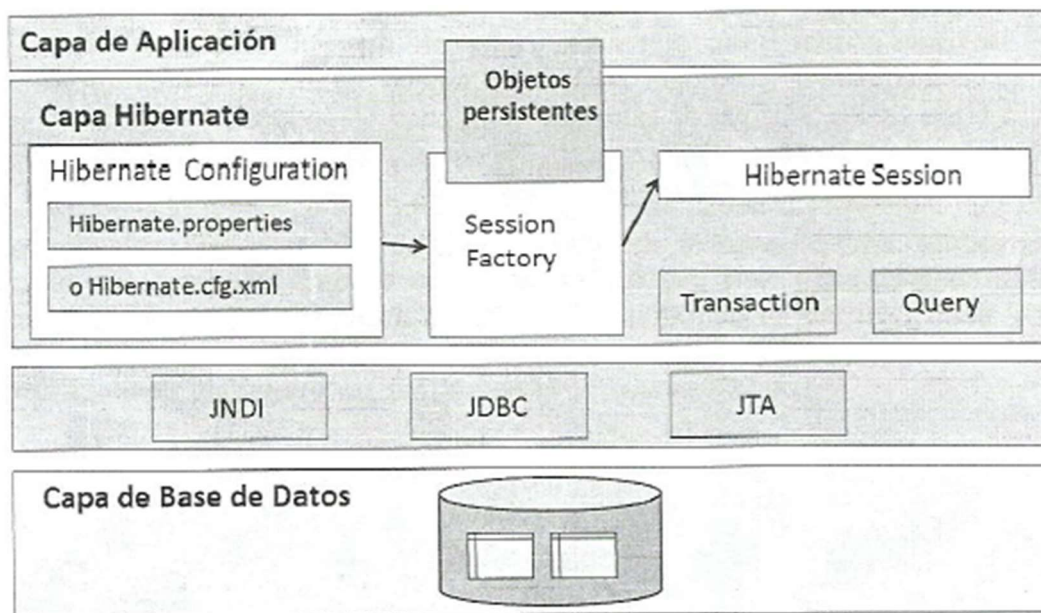 Capa de Aplicación
Objetos
persistentes
Capa Hibernate
Hibernate Configuration
Hibernate.properties
o Hibernate.cfg.xml
Session
Factory
Hibernate Session
Transaction
Query
JNDI
JDBC
JTA
Capa de Base de Datos